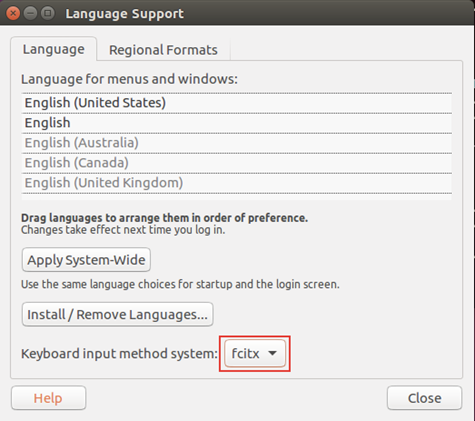 Language Support
Language
Regional Formats
Language for menus and windows:
English (United States)
English
English (Australia)
English (Canada)
English (United Kingdom)
Drag languages to arrange them in order of preference.
Changes take effect next time you log in.
Apply System-Wide
Use the same language choices for startup and the login screen.
Install / Remove Languages...
Keyboard input method system: fcitx
Help
Close